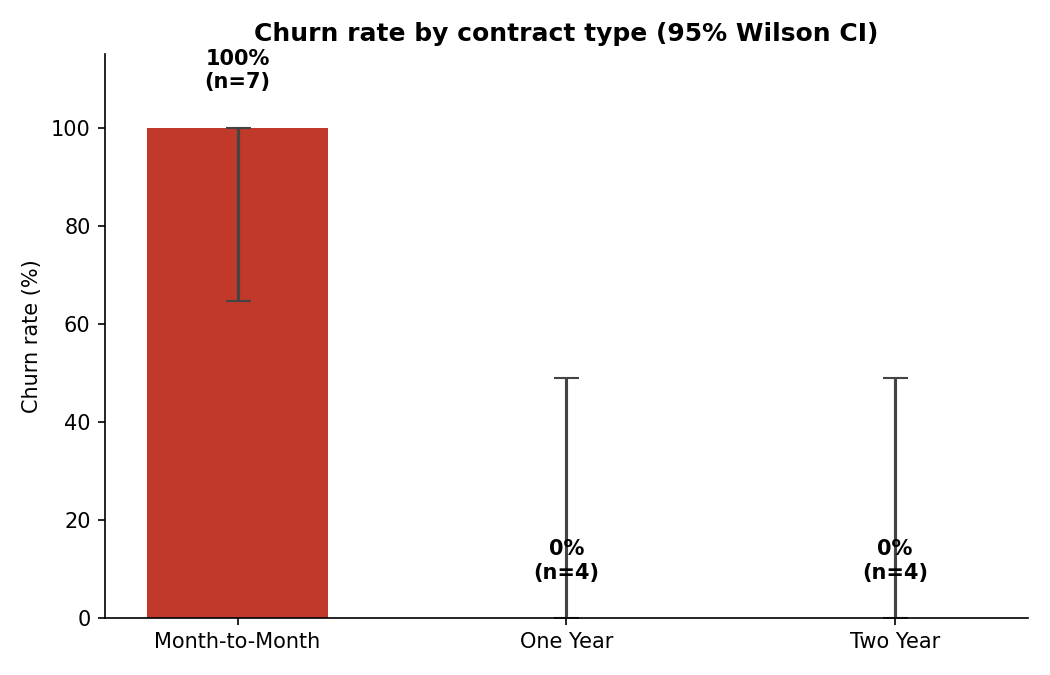 Churn rate by contract type (95% Wilson CI)
100%
(n=7)
100
80
60
40
20
0
Churn rate (%)
0%
(n=4)
0%
(n=4)
Month-to-Month
One Year
Two Year